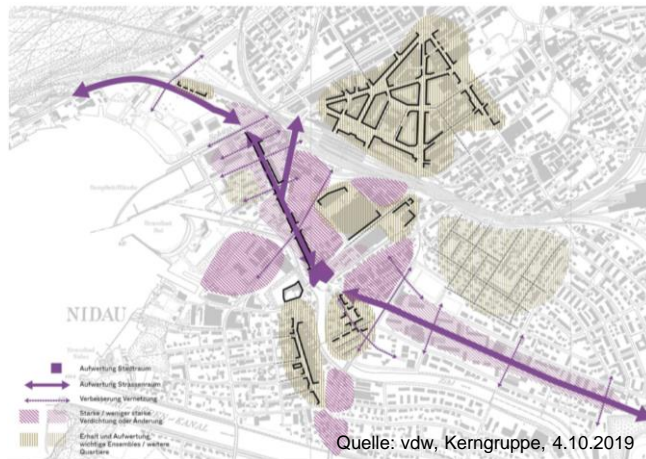 NIDAU
CANAL
Aufwertung Stadtraum
Aufwertung Strassenraum
Verbesserung Vernetzung
Starke / weniger starke
Verdichtung oder Änderung
Erhalt und Aufwertung,
wichtige Ensembles / weitere
Quartiere
Quelle: vdw, Kerngruppe, 4.10.2019